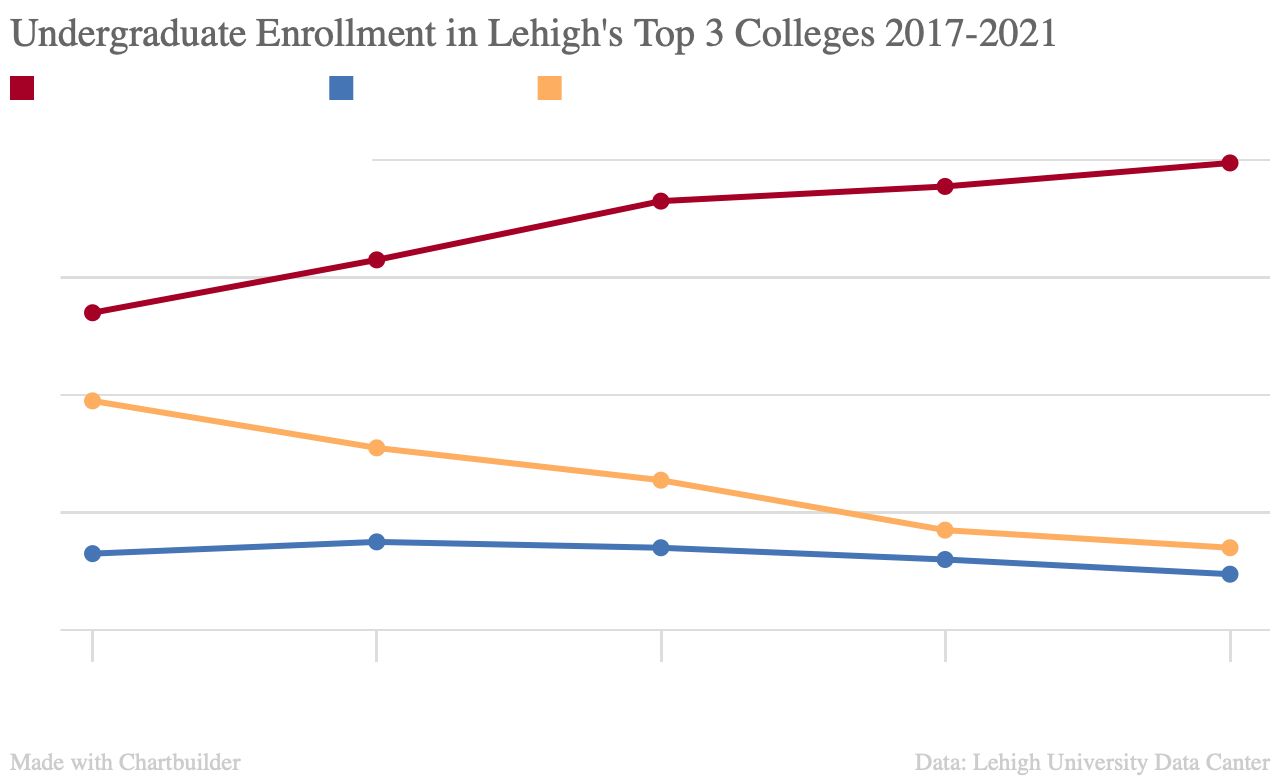 Undergraduate Enrollment in Lehigh's Top 3 Colleges 2017-2021
Made with Chartbuilder
Data: Lehigh University Data Canter